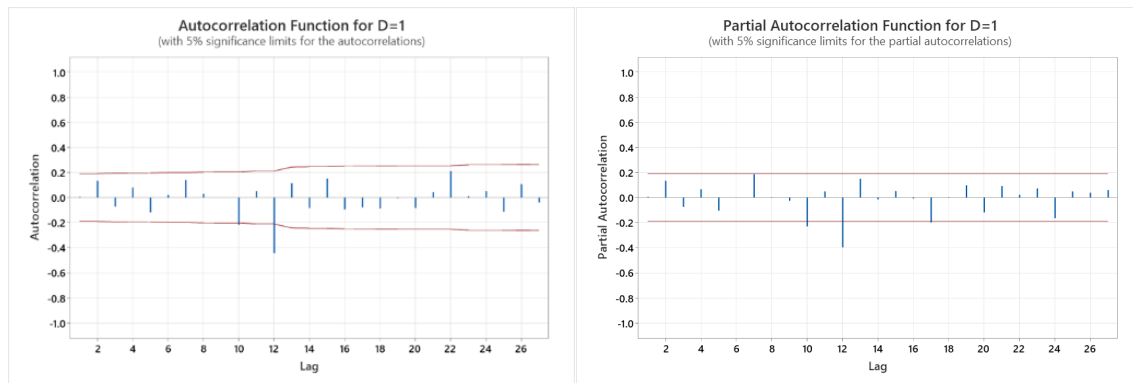 Autocorrelation Function for D=1
(with 5% significance limits for the autocorrelations)
1.0
0.8
0.6
0.4
0.2
0.0
-0.2
-0.4
-0.6
-0.8
-1.0
Autocorrelation
2 4 6 8 10 12 14 16 18 20 22 24 26
Lag
Partial Autocorrelation Function for D=1
(with 5% significance limits for the partial autocorrelations)
1.0
0.8
0.6
0.4
0.2
0.0
-0.2
-0.4
-0.6
-0.8
-1.0
Partial Autocorrelation
2 4 6 8 10 12 14 16 18 20 22 24 26
Lag